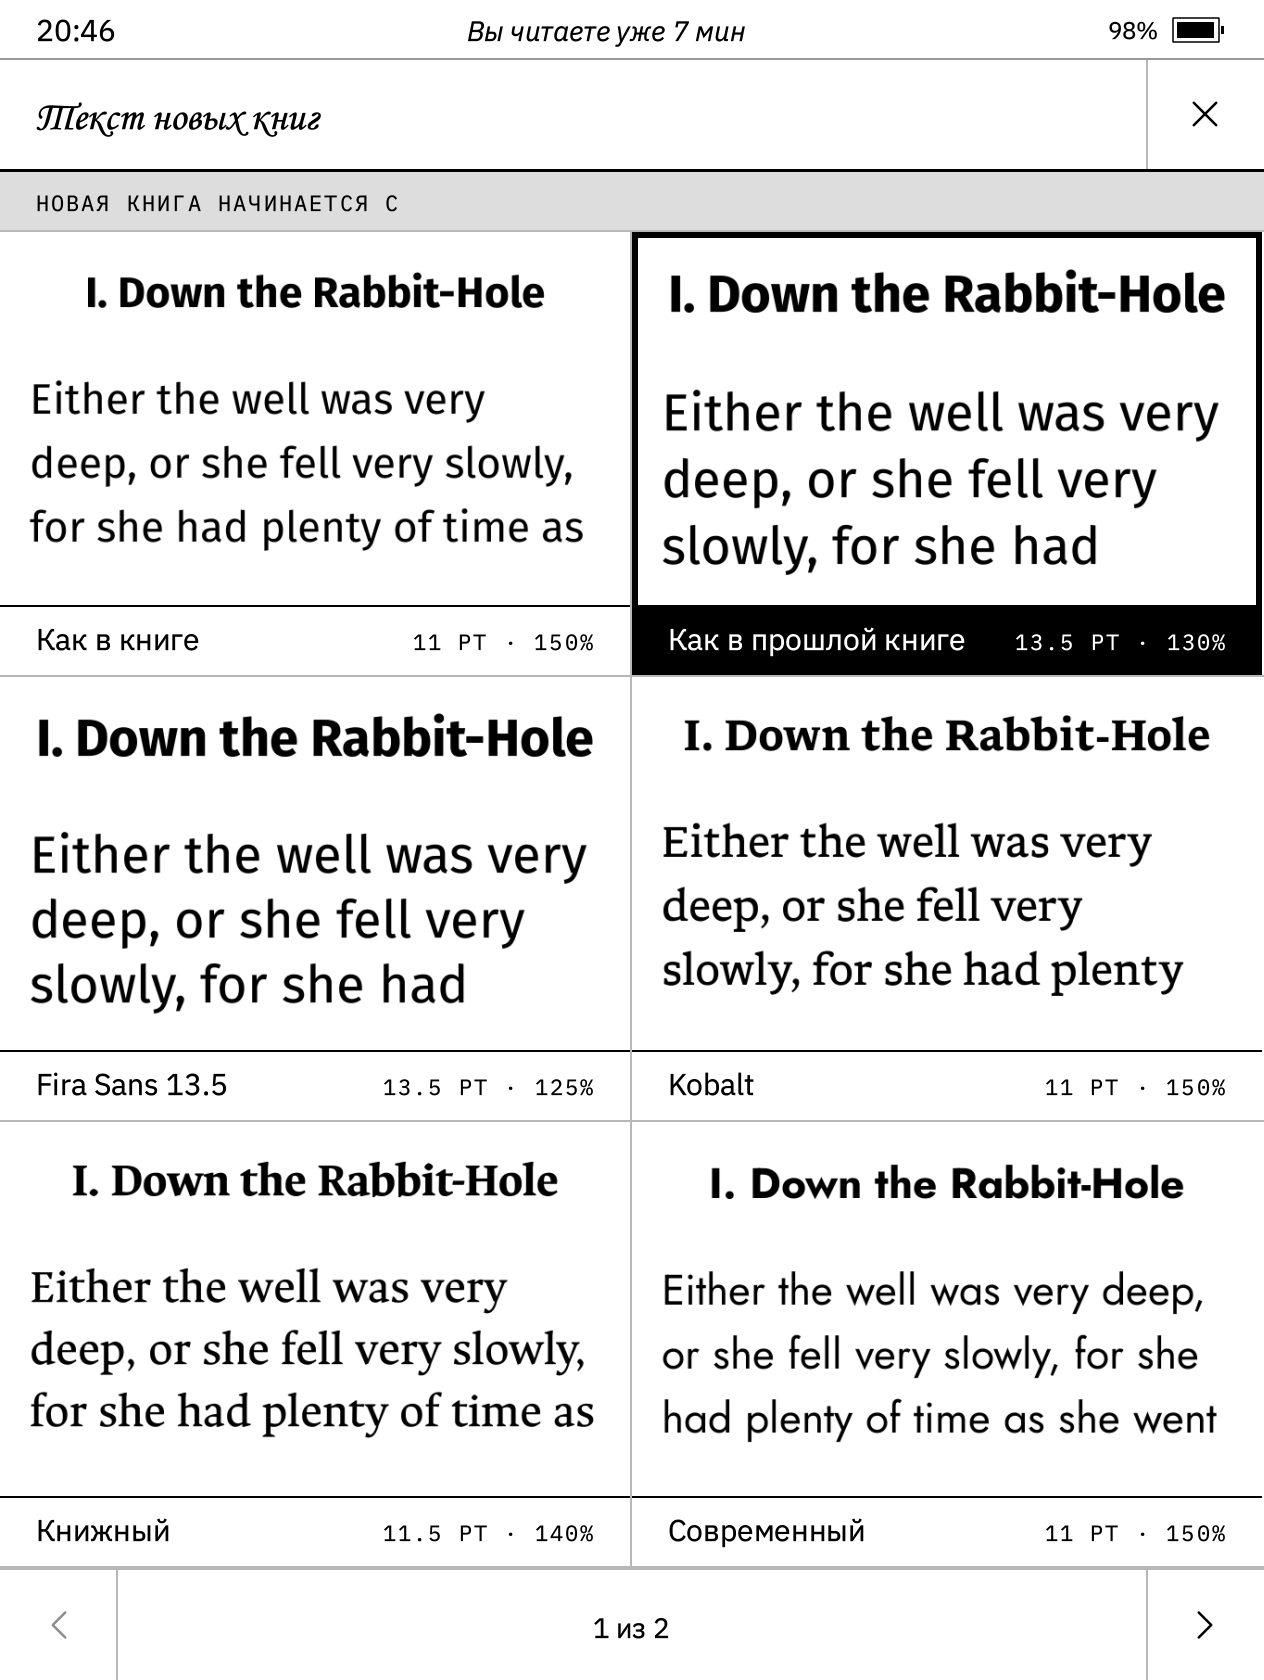 20:46
Вы читаете уже 7 мин
98%
Текст новых книг
НОВАЯ КНИГА НАЧИНАЕТСЯ С
I. Down the Rabbit-Hole
Either the well was very
deep, or she fell very slowly,
for she had plenty of time as
Как в книге
11 PT · 150%
I. Down the Rabbit-Hole
Either the well was very
deep, or she fell very
slowly, for she had
Как в прошлой книге
13.5 PT · 130%
I. Down the Rabbit-Hole
Either the well was very
deep, or she fell very
slowly, for she had
Fira Sans 13.5
13.5 PT · 125%
I. Down the Rabbit-Hole
Either the well was very
deep, or she fell very
slowly, for she had plenty
Kobalt
11 PT · 150%
I. Down the Rabbit-Hole
Either the well was very
deep, or she fell very slowly,
for she had plenty of time as
Книжный
11.5 PT · 140%
I. Down the Rabbit-Hole
Either the well was very deep,
or she fell very slowly, for she
had plenty of time as she went
Современный
11 PT · 150%
1 из 2